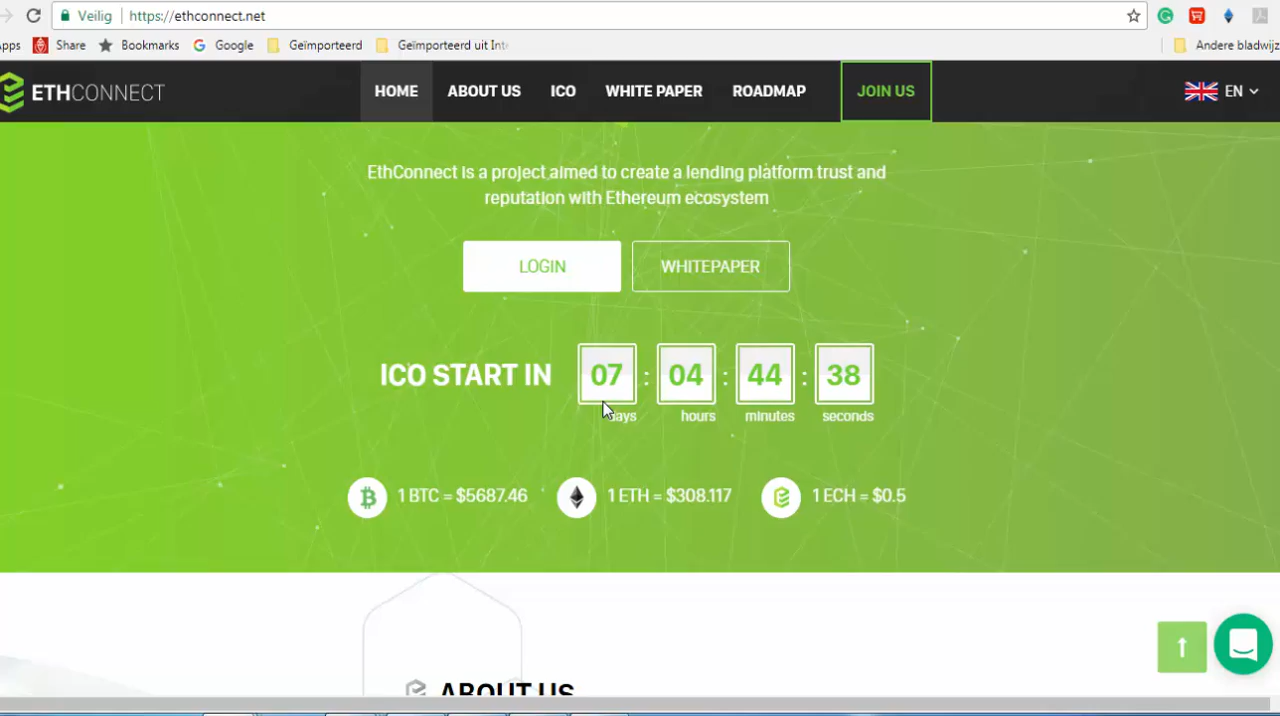 Veilig https://ethconnect.net
Apps Share Bookmarks Google Geïmporteerd Geïmporteerd uit Int Andere bladwijz
ETHCONNECT HOME ABOUT US ICO WHITE PAPER ROADMAP JOIN US EN
EthConnect is a project aimed to create a lending platform trust and
reputation with Ethereum ecosystem
LOGIN WHITEPAPER
ICO START IN 07 : 04 : 44 : 38
days hours minutes seconds
1 BTC = $5687.46 1 ETH = $308.117 1 ECH = $0.5
ABOUT US